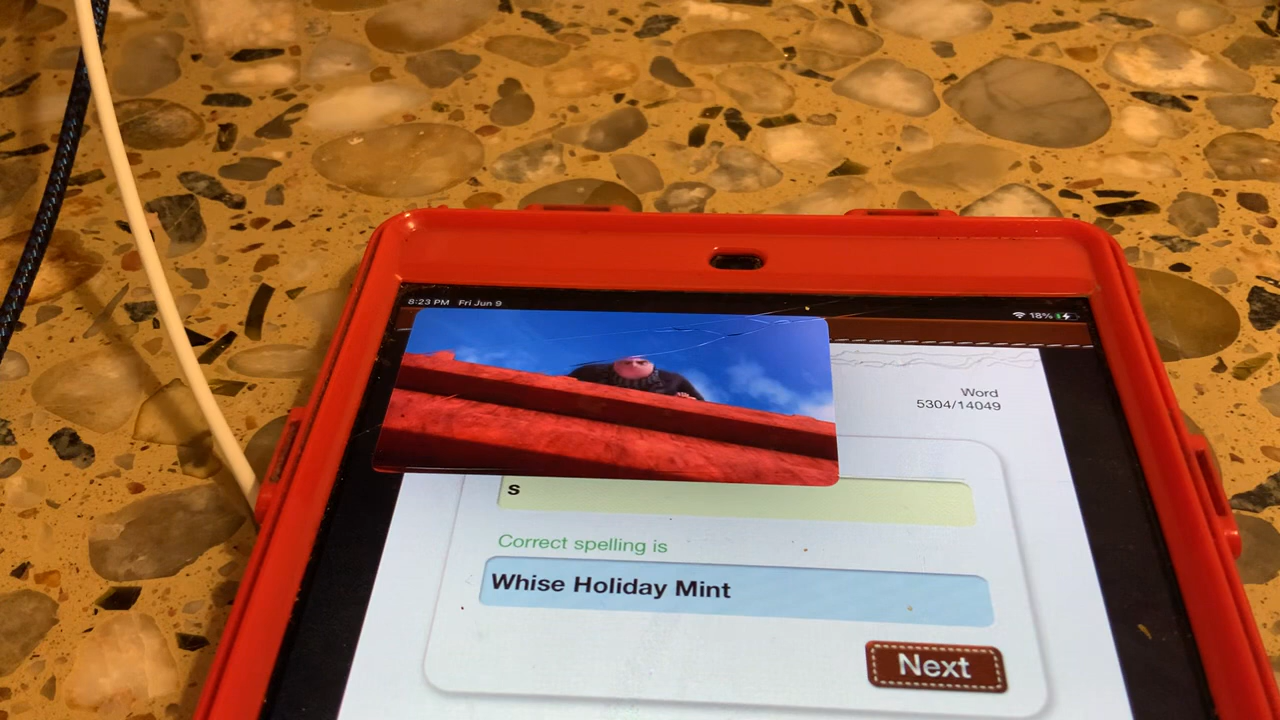 8:23 PM Fri Jun 9
18%
Word
5304/14049
s
Correct spelling is
Whise Holiday Mint
Next